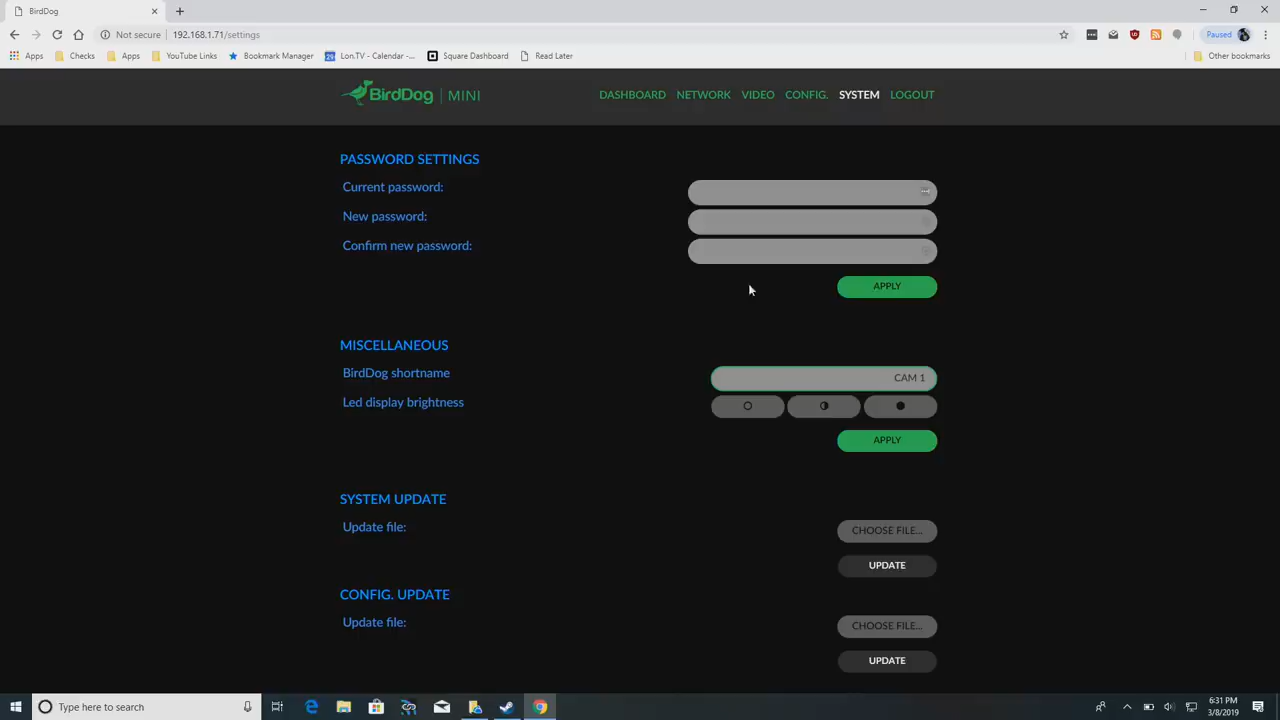 BirdDog
Not secure 192.168.1.71/settings
Paused
Apps Checks Apps YouTube Links Bookmark Manager Lon.TV - Calendar -... Square Dashboard Read Later Other bookmarks
BirdDog MINI
DASHBOARD NETWORK VIDEO CONFIG. SYSTEM LOGOUT
PASSWORD SETTINGS
Current password:
New password:
Confirm new password:
APPLY
MISCELLANEOUS
BirdDog shortname CAM 1
Led display brightness
APPLY
SYSTEM UPDATE
Update file: CHOOSE FILE...
UPDATE
CONFIG. UPDATE
Update file: CHOOSE FILE...
UPDATE
Type here to search
6:31 PM
3/8/2019